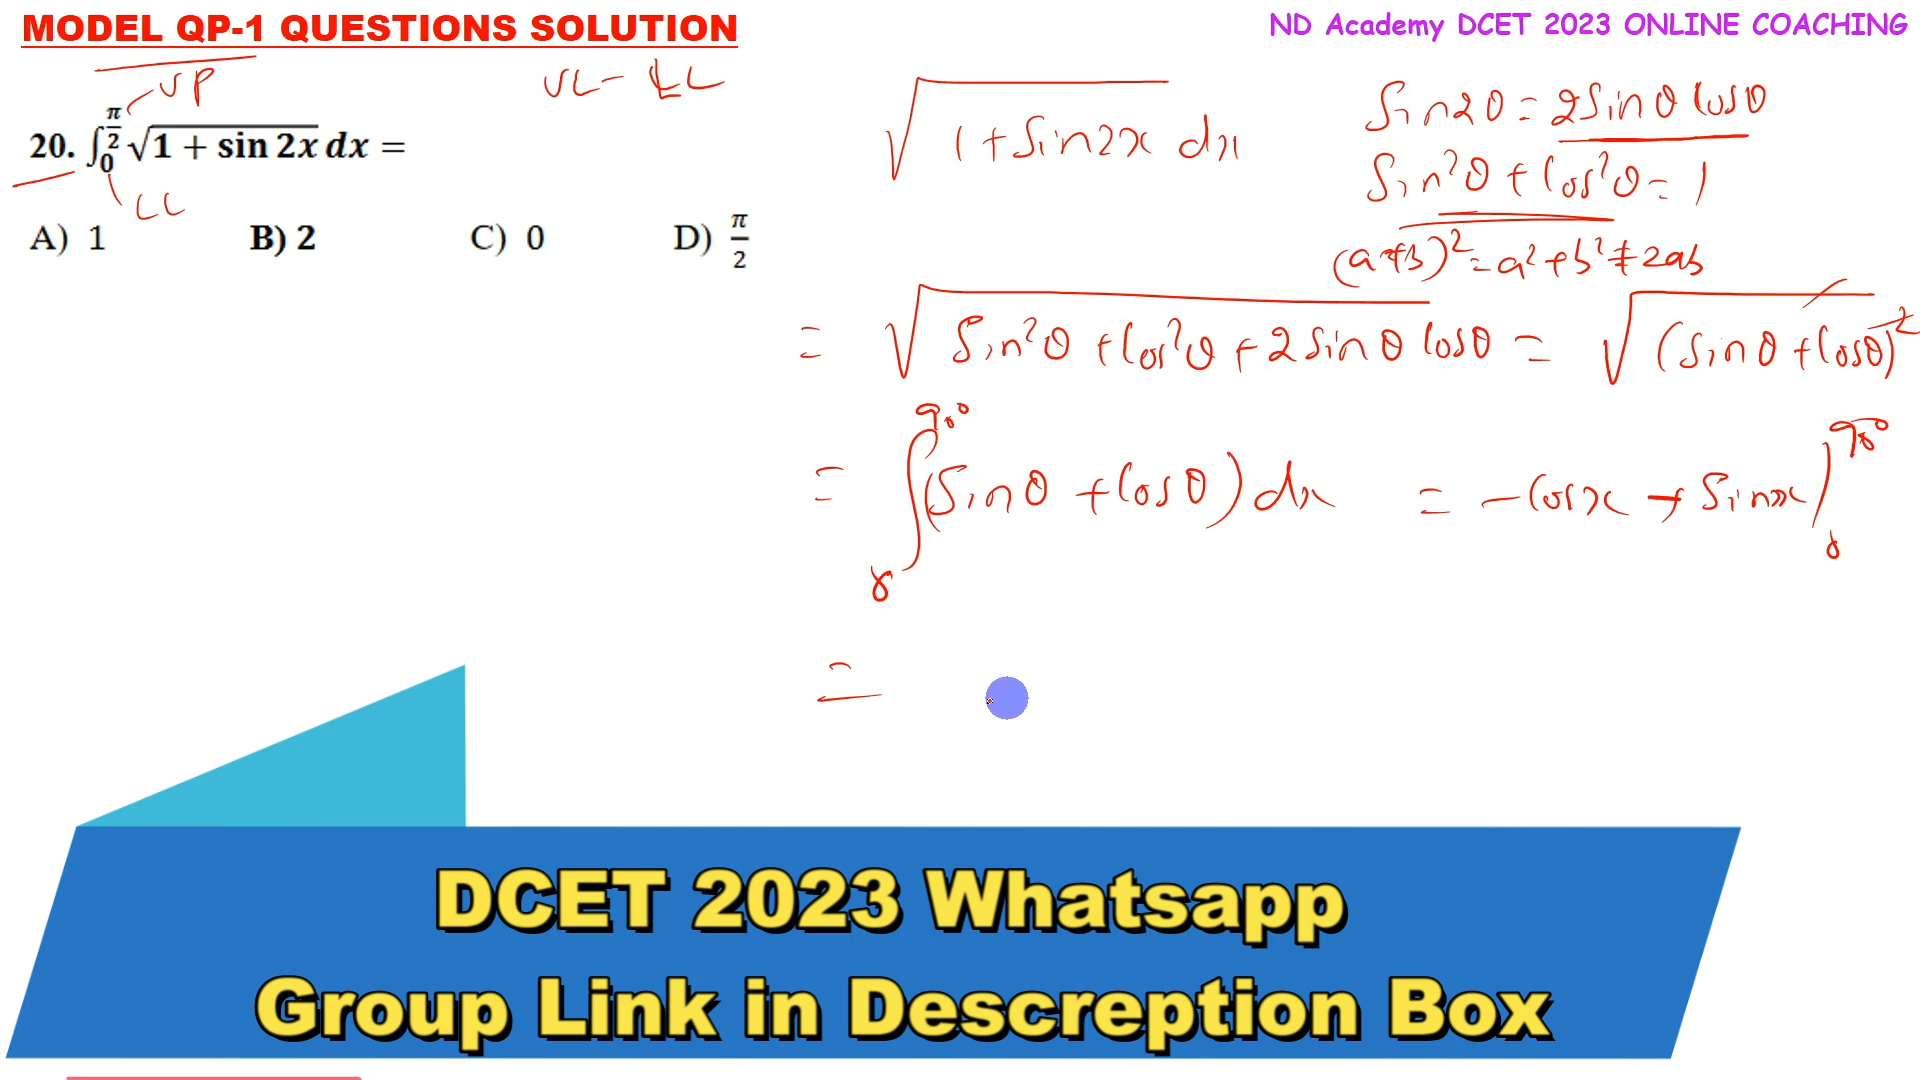 MODEL QP-1 QUESTIONS SOLUTION
ND Academy DCET 2023 ONLINE COACHING
UP
UL - LL
20. ∫₀^(π/2) √(1 + sin 2x) dx =
LL
A) 1 B) 2 C) 0 D) π/2
√(1 + Sin2x) dx
Sin2θ = 2Sinθ Cosθ
Sin²θ + Cos²θ = 1
(a+b)² = a² + b² + 2ab
= √(Sin²θ + Cos²θ + 2Sinθ Cosθ) = √(Sinθ + Cosθ)²
= ∫₀^90° (Sinθ + Cosθ) dx = -Cosx + Sinx |₀^90°
=
DCET 2023 Whatsapp
Group Link in Descreption Box